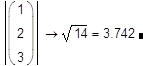 |(1 2 3)| → √14 = 3.742 ■